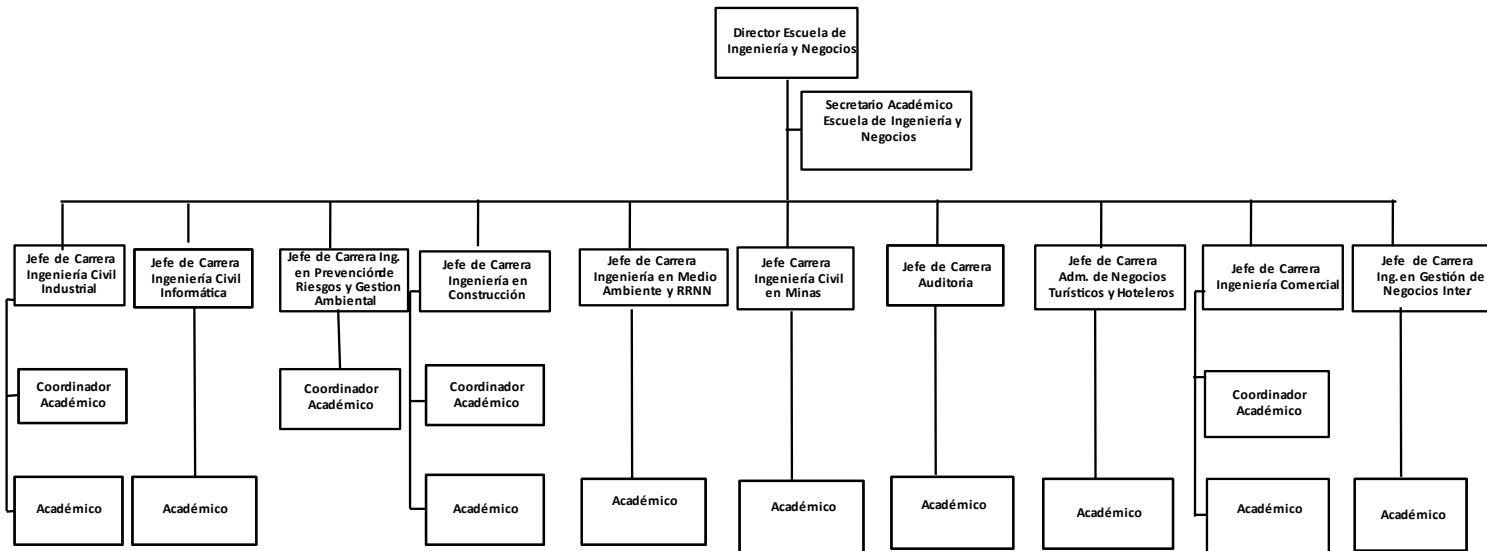 Director Escuela de
Ingeniería y Negocios
Secretario Académico
Escuela de Ingeniería y
Negocios
Jefe de Carrera
Ingeniería Civil
Industrial
Jefe de Carrera
Ingeniería Civil
Informática
Jefe de Carrera Ing.
en Prevención de
Riesgos y Gestion
Ambiental
Jefe de Carrera
Ingeniería en
Construcción
Jefe de Carrera
Ingeniería en Medio
Ambiente y RRNN
Jefe Carrera
Ingeniería Civil
en Minas
Jefe de Carrera
Auditoria
Jefe de Carrera
Adm. de Negocios
Turísticos y Hoteleros
Jefe de Carrera
Ingeniería Comercial
Jefe de Carrera
Ing. en Gestión de
Negocios Inter.
Coordinador
Académico
Coordinador
Académico
Coordinador
Académico
Coordinador
Académico
Académico
Académico
Académico
Académico
Académico
Académico
Académico
Académico
Académico